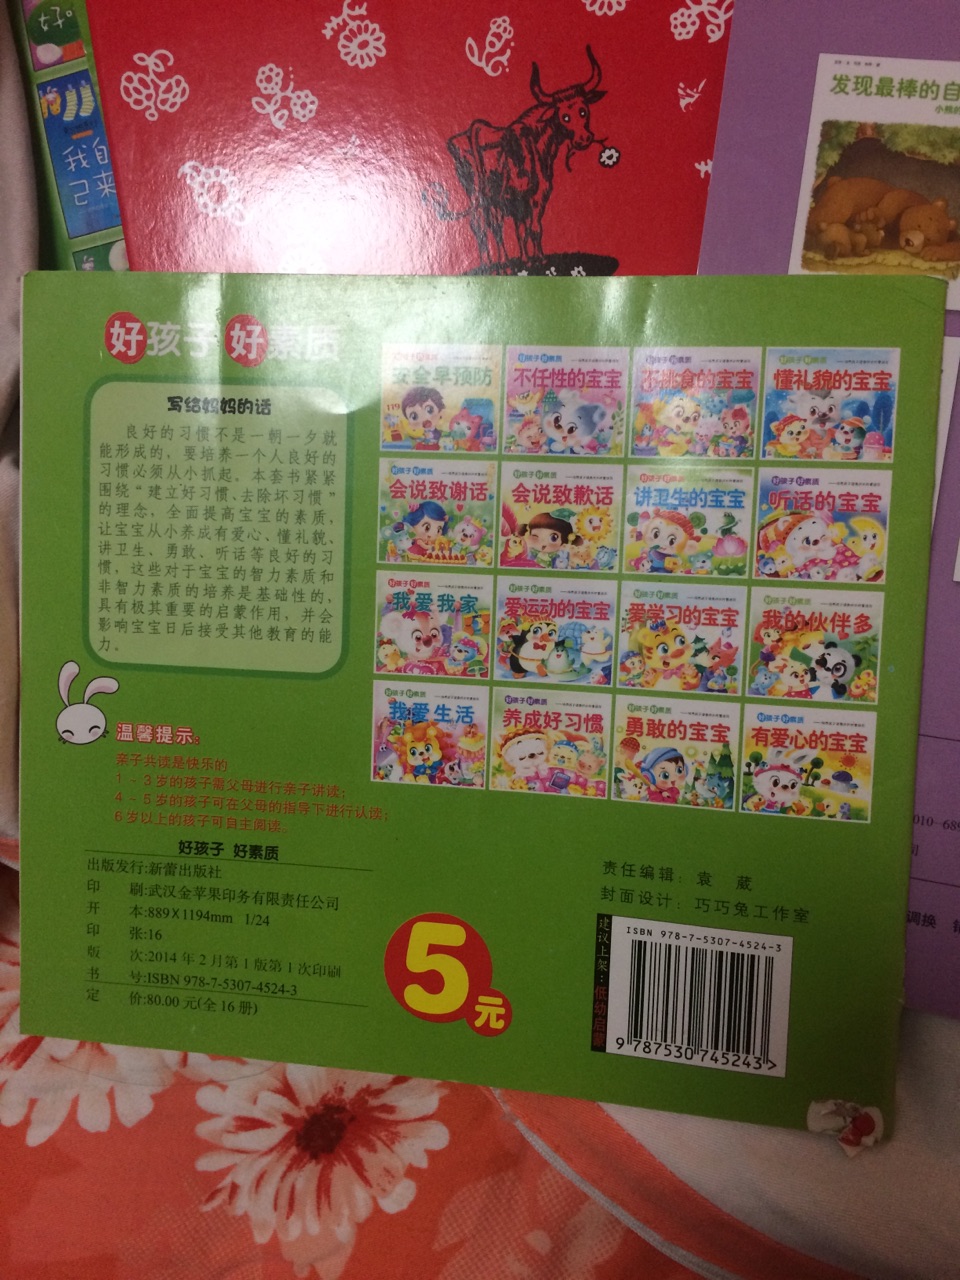 好。
我自
己来
发现最棒的自
好孩子 好素质
写给妈妈的话
良好的习惯不是一朝一夕就
能形成的，要培养一个人良好的
习惯必须从小抓起。本套书紧紧
围绕“建立好习惯、去除坏习惯”
的理念，全面提高宝宝的素质，
让宝宝从小养成有爱心、懂礼貌、
讲卫生、勇敢、听话等良好的习
惯，这些对于宝宝的智力素质和
非智力素质的培养是基础性的，
具有极其重要的启蒙作用，并会
影响宝宝日后接受其他教育的能
力。
温馨提示：
亲子共读是快乐的
1－3岁的孩子需父母进行亲子讲读；
4－5岁的孩子可在父母的指导下进行认读；
6岁以上的孩子可自主阅读。
安全早预防
不任性的宝宝
不挑食的宝宝
懂礼貌的宝宝
会说致谢话
会说致歉话
讲卫生的宝宝
听话的宝宝
我爱我家
爱运动的宝宝
爱学习的宝宝
我的伙伴多
我爱生活
养成好习惯
勇敢的宝宝
有爱心的宝宝
好孩子 好素质
出版发行:新蕾出版社
印　　刷:武汉金苹果印务有限责任公司
开　　本:889×1194mm 1/24
印　　张:16
版　　次:2014年2月第1版第1次印刷
书　　号:ISBN 978-7-5307-4524-3
定　　价:80.00元(全16册)
5元
责任编辑：袁 葳
封面设计：巧巧兔工作室
建议上架：低幼启蒙
ISBN 978-7-5307-4524-3
9 787530 745243>
010-689
调换